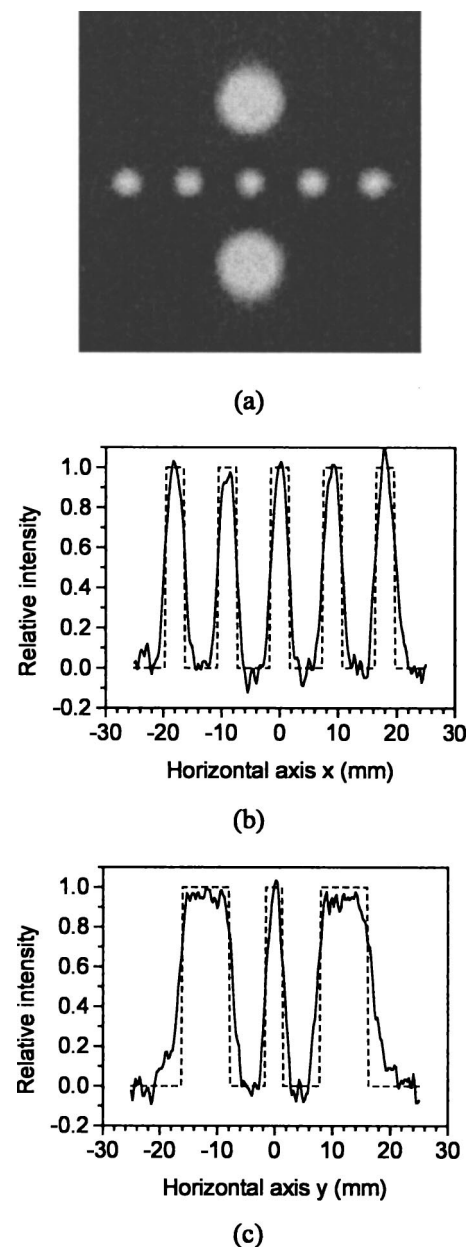 (a)
1.0
0.8
0.6
0.4
0.2
0.0
-0.2
Relative intensity
-30 -20 -10 0 10 20 30
Horizontal axis x (mm)
(b)
1.0
0.8
0.6
0.4
0.2
0.0
-0.2
Relative intensity
-30 -20 -10 0 10 20 30
Horizontal axis y (mm)
(c)